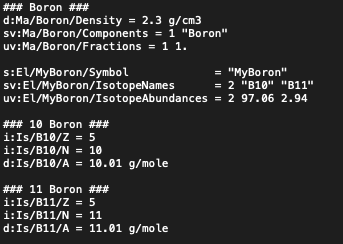 ### Boron ###
d:Ma/Boron/Density = 2.3 g/cm3
sv:Ma/Boron/Components = 1 "Boron"
uv:Ma/Boron/Fractions = 1 1.
s:El/MyBoron/Symbol = "MyBoron"
sv:El/MyBoron/IsotopeNames = 2 "B10" "B11"
uv:El/MyBoron/IsotopeAbundances = 2 97.06 2.94
### 10 Boron ###
i:Is/B10/Z = 5
i:Is/B10/N = 10
d:Is/B10/A = 10.01 g/mole
### 11 Boron ###
i:Is/B11/Z = 5
i:Is/B11/N = 11
d:Is/B11/A = 11.01 g/mole